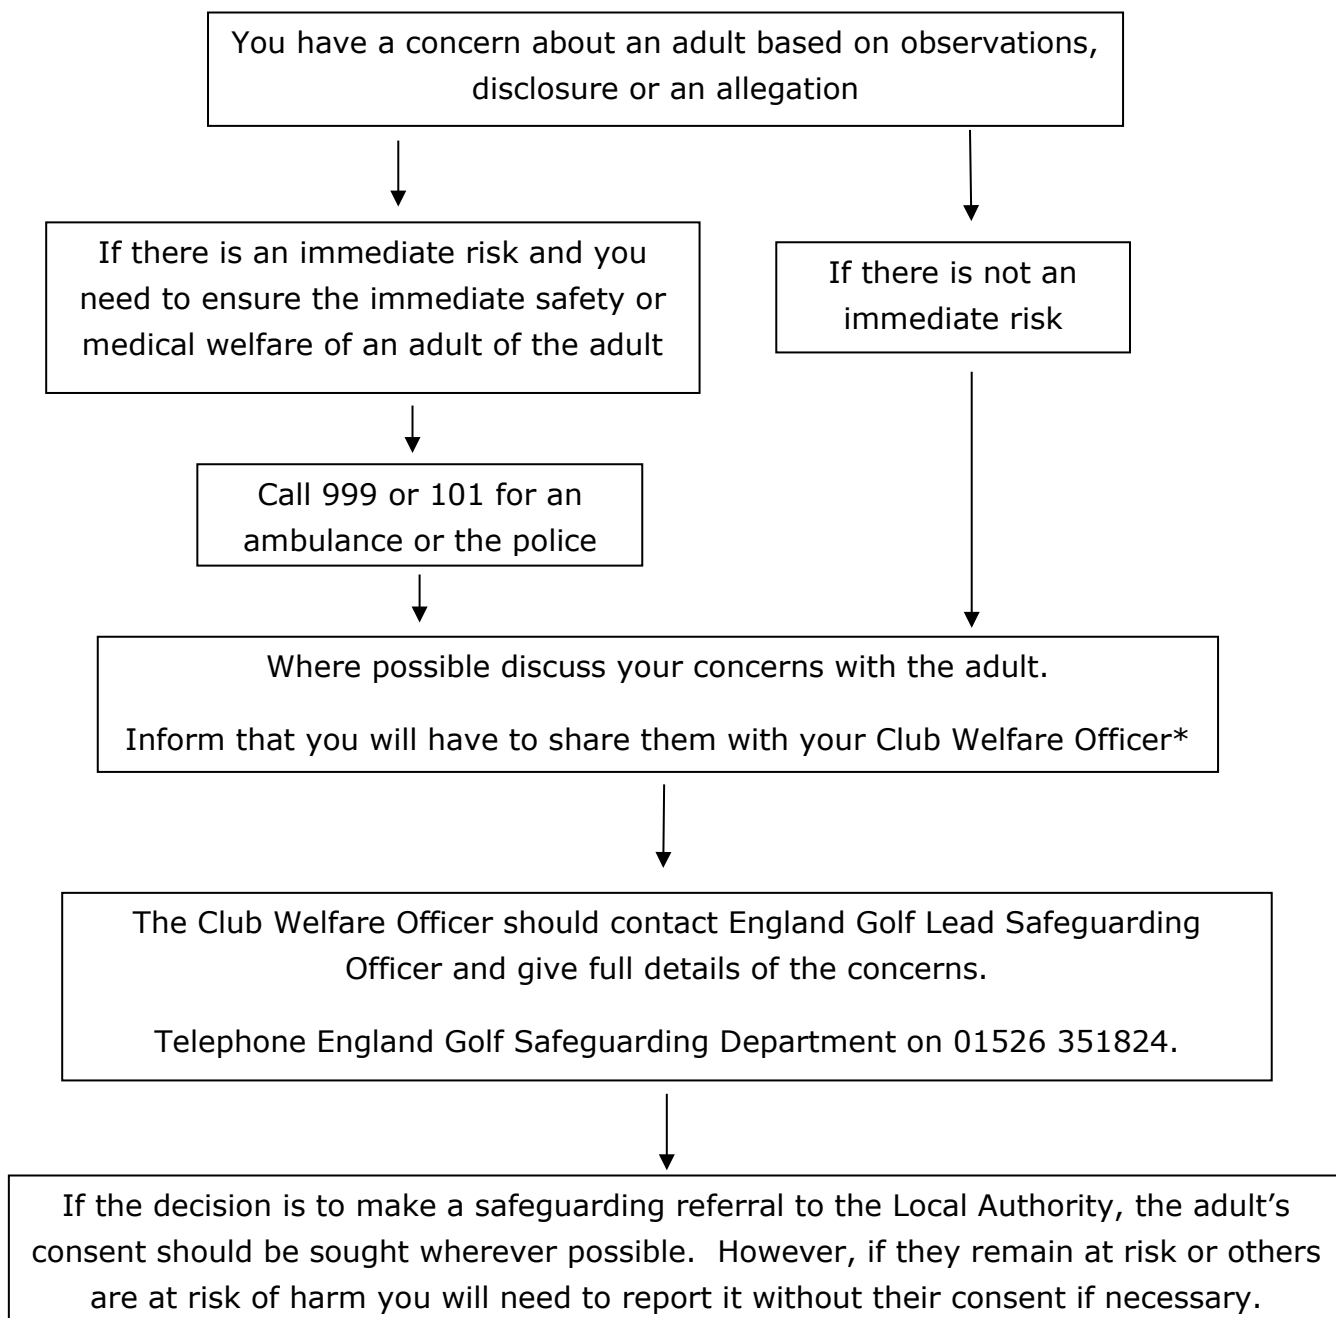 You have a concern about an adult based on observations,
disclosure or an allegation
If there is an immediate risk and you
need to ensure the immediate safety or
medical welfare of an adult of the adult
If there is not an
immediate risk
Call 999 or 101 for an
ambulance or the police
Where possible discuss your concerns with the adult.
Inform that you will have to share them with your Club Welfare Officer*
The Club Welfare Officer should contact England Golf Lead Safeguarding
Officer and give full details of the concerns.
Telephone England Golf Safeguarding Department on 01526 351824.
If the decision is to make a safeguarding referral to the Local Authority, the adult’s
consent should be sought wherever possible.  However, if they remain at risk or others
are at risk of harm you will need to report it without their consent if necessary.